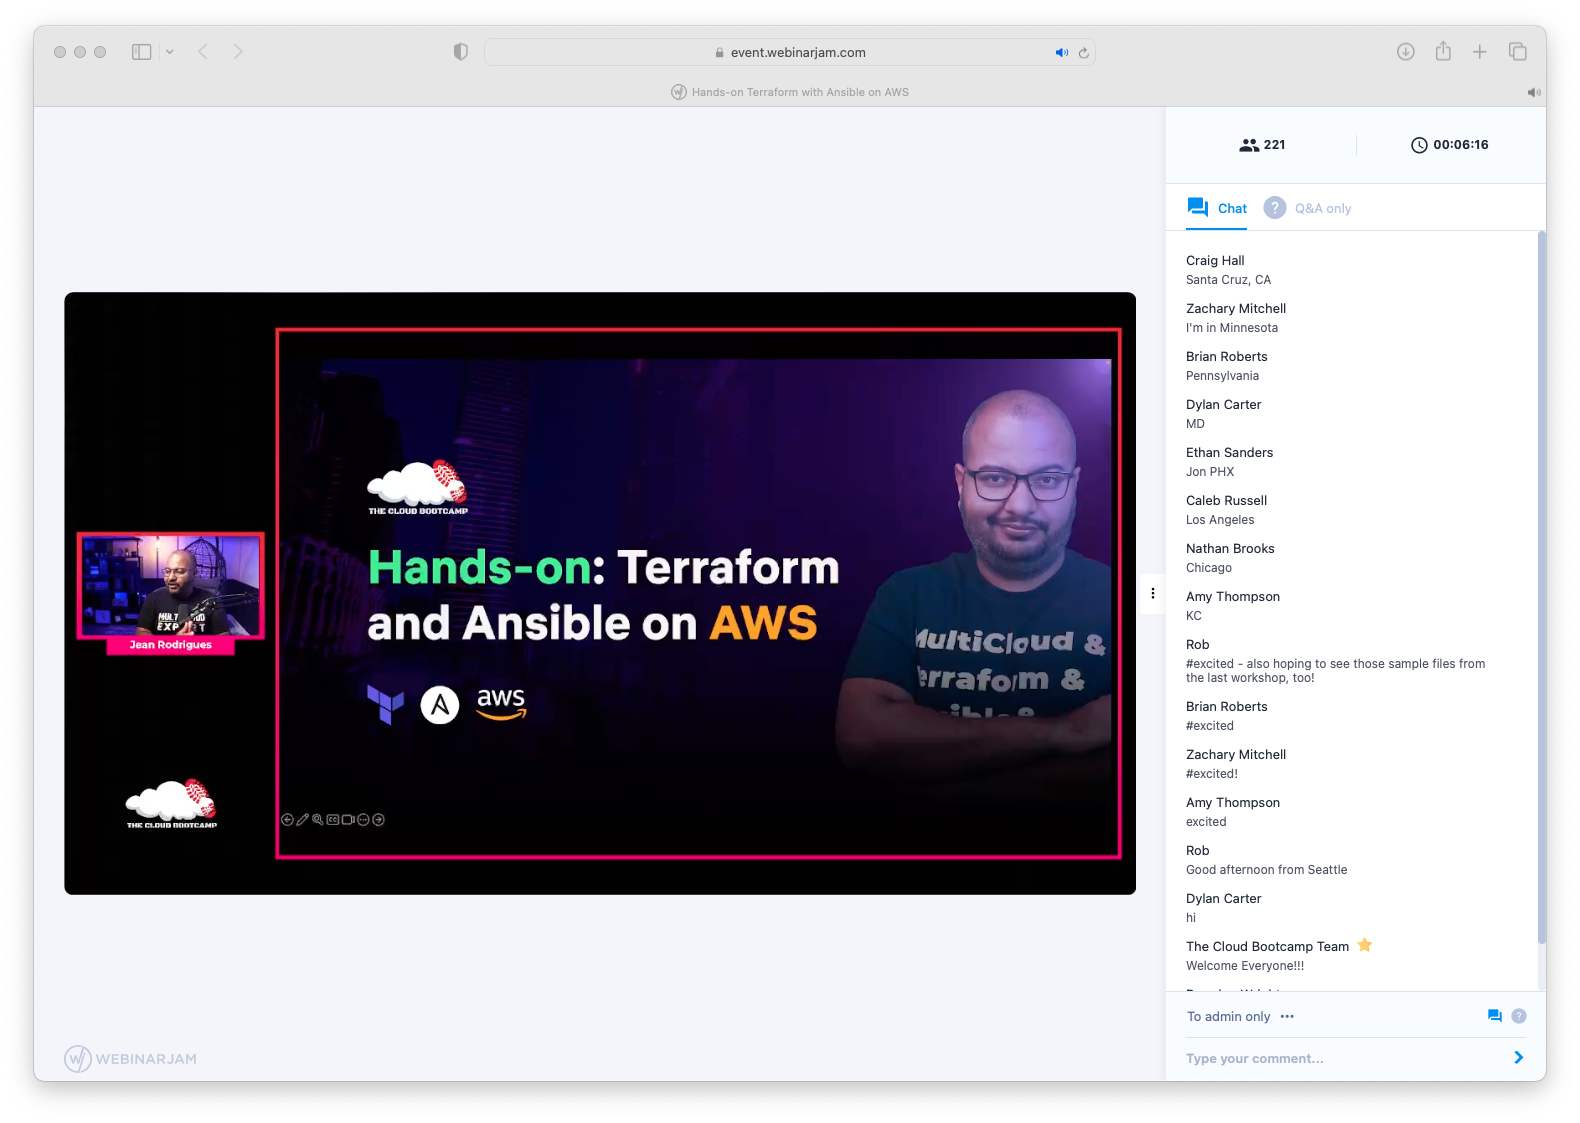 event.webinarjam.com
Hands-on Terraform with Ansible on AWS
221
00:06:16
Chat
Q&A only
THE CLOUD BOOTCAMP
Hands-on: Terraform
and Ansible on AWS
aws
MultiCloud &
erraform &
Jean Rodrigues
THE CLOUD BOOTCAMP
WEBINARJAM
Craig Hall
Santa Cruz, CA
Zachary Mitchell
I'm in Minnesota
Brian Roberts
Pennsylvania
Dylan Carter
MD
Ethan Sanders
Jon PHX
Caleb Russell
Los Angeles
Nathan Brooks
Chicago
Amy Thompson
KC
Rob
#excited - also hoping to see those sample files from
the last workshop, too!
Brian Roberts
#excited
Zachary Mitchell
#excited!
Amy Thompson
excited
Rob
Good afternoon from Seattle
Dylan Carter
hi
The Cloud Bootcamp Team
Welcome Everyone!!!
To admin only
Type your comment...